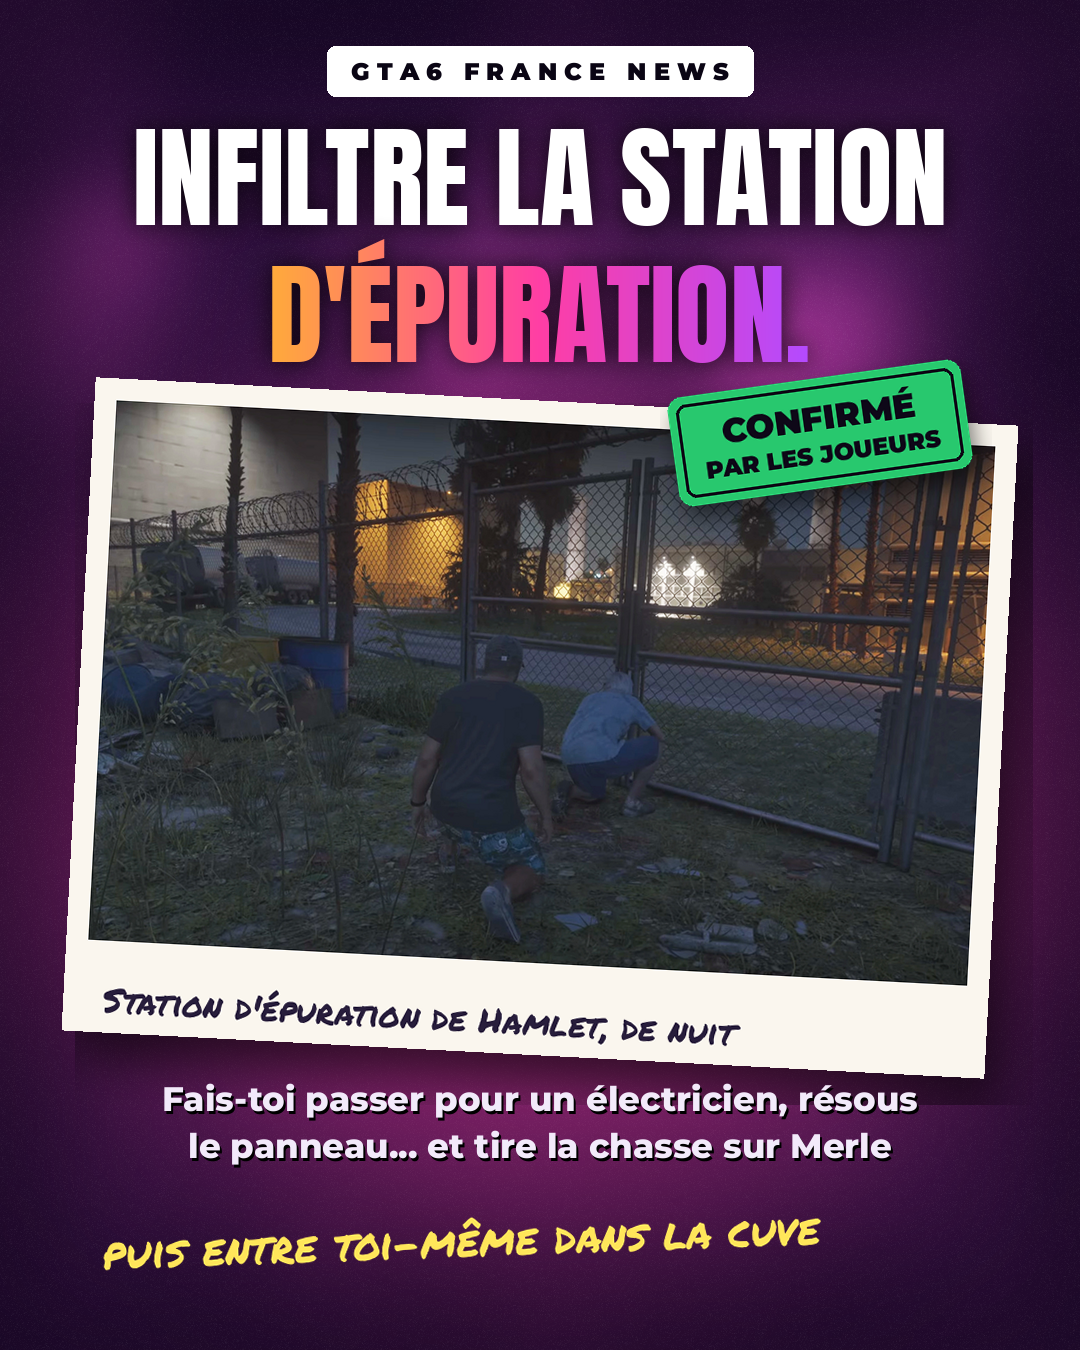 GTA6 FRANCE NEWS
INFILTRE LA STATION
D'ÉPURATION.
CONFIRMÉ
PAR LES JOUEURS
STATION D'ÉPURATION DE HAMLET, DE NUIT
Fais-toi passer pour un électricien, résous
le panneau... et tire la chasse sur Merle
PUIS ENTRE TOI-MÊME DANS LA CUVE